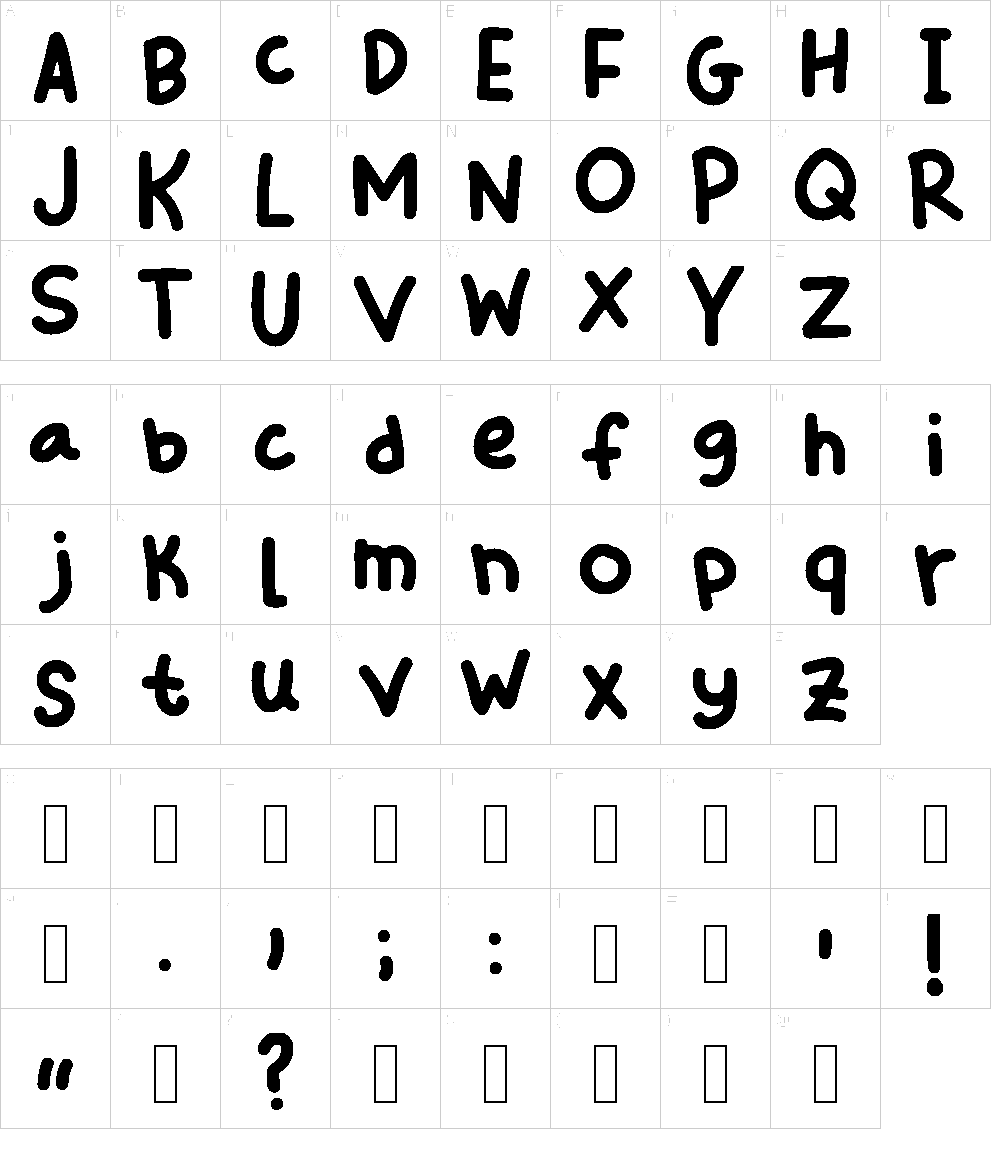 A B C D E F G H I
J K L M N O P Q R
S T U V W X Y Z
a b c d e f g h i
j k l m n o p q r
s t u v w x y z
. , ; : ' !
" ?